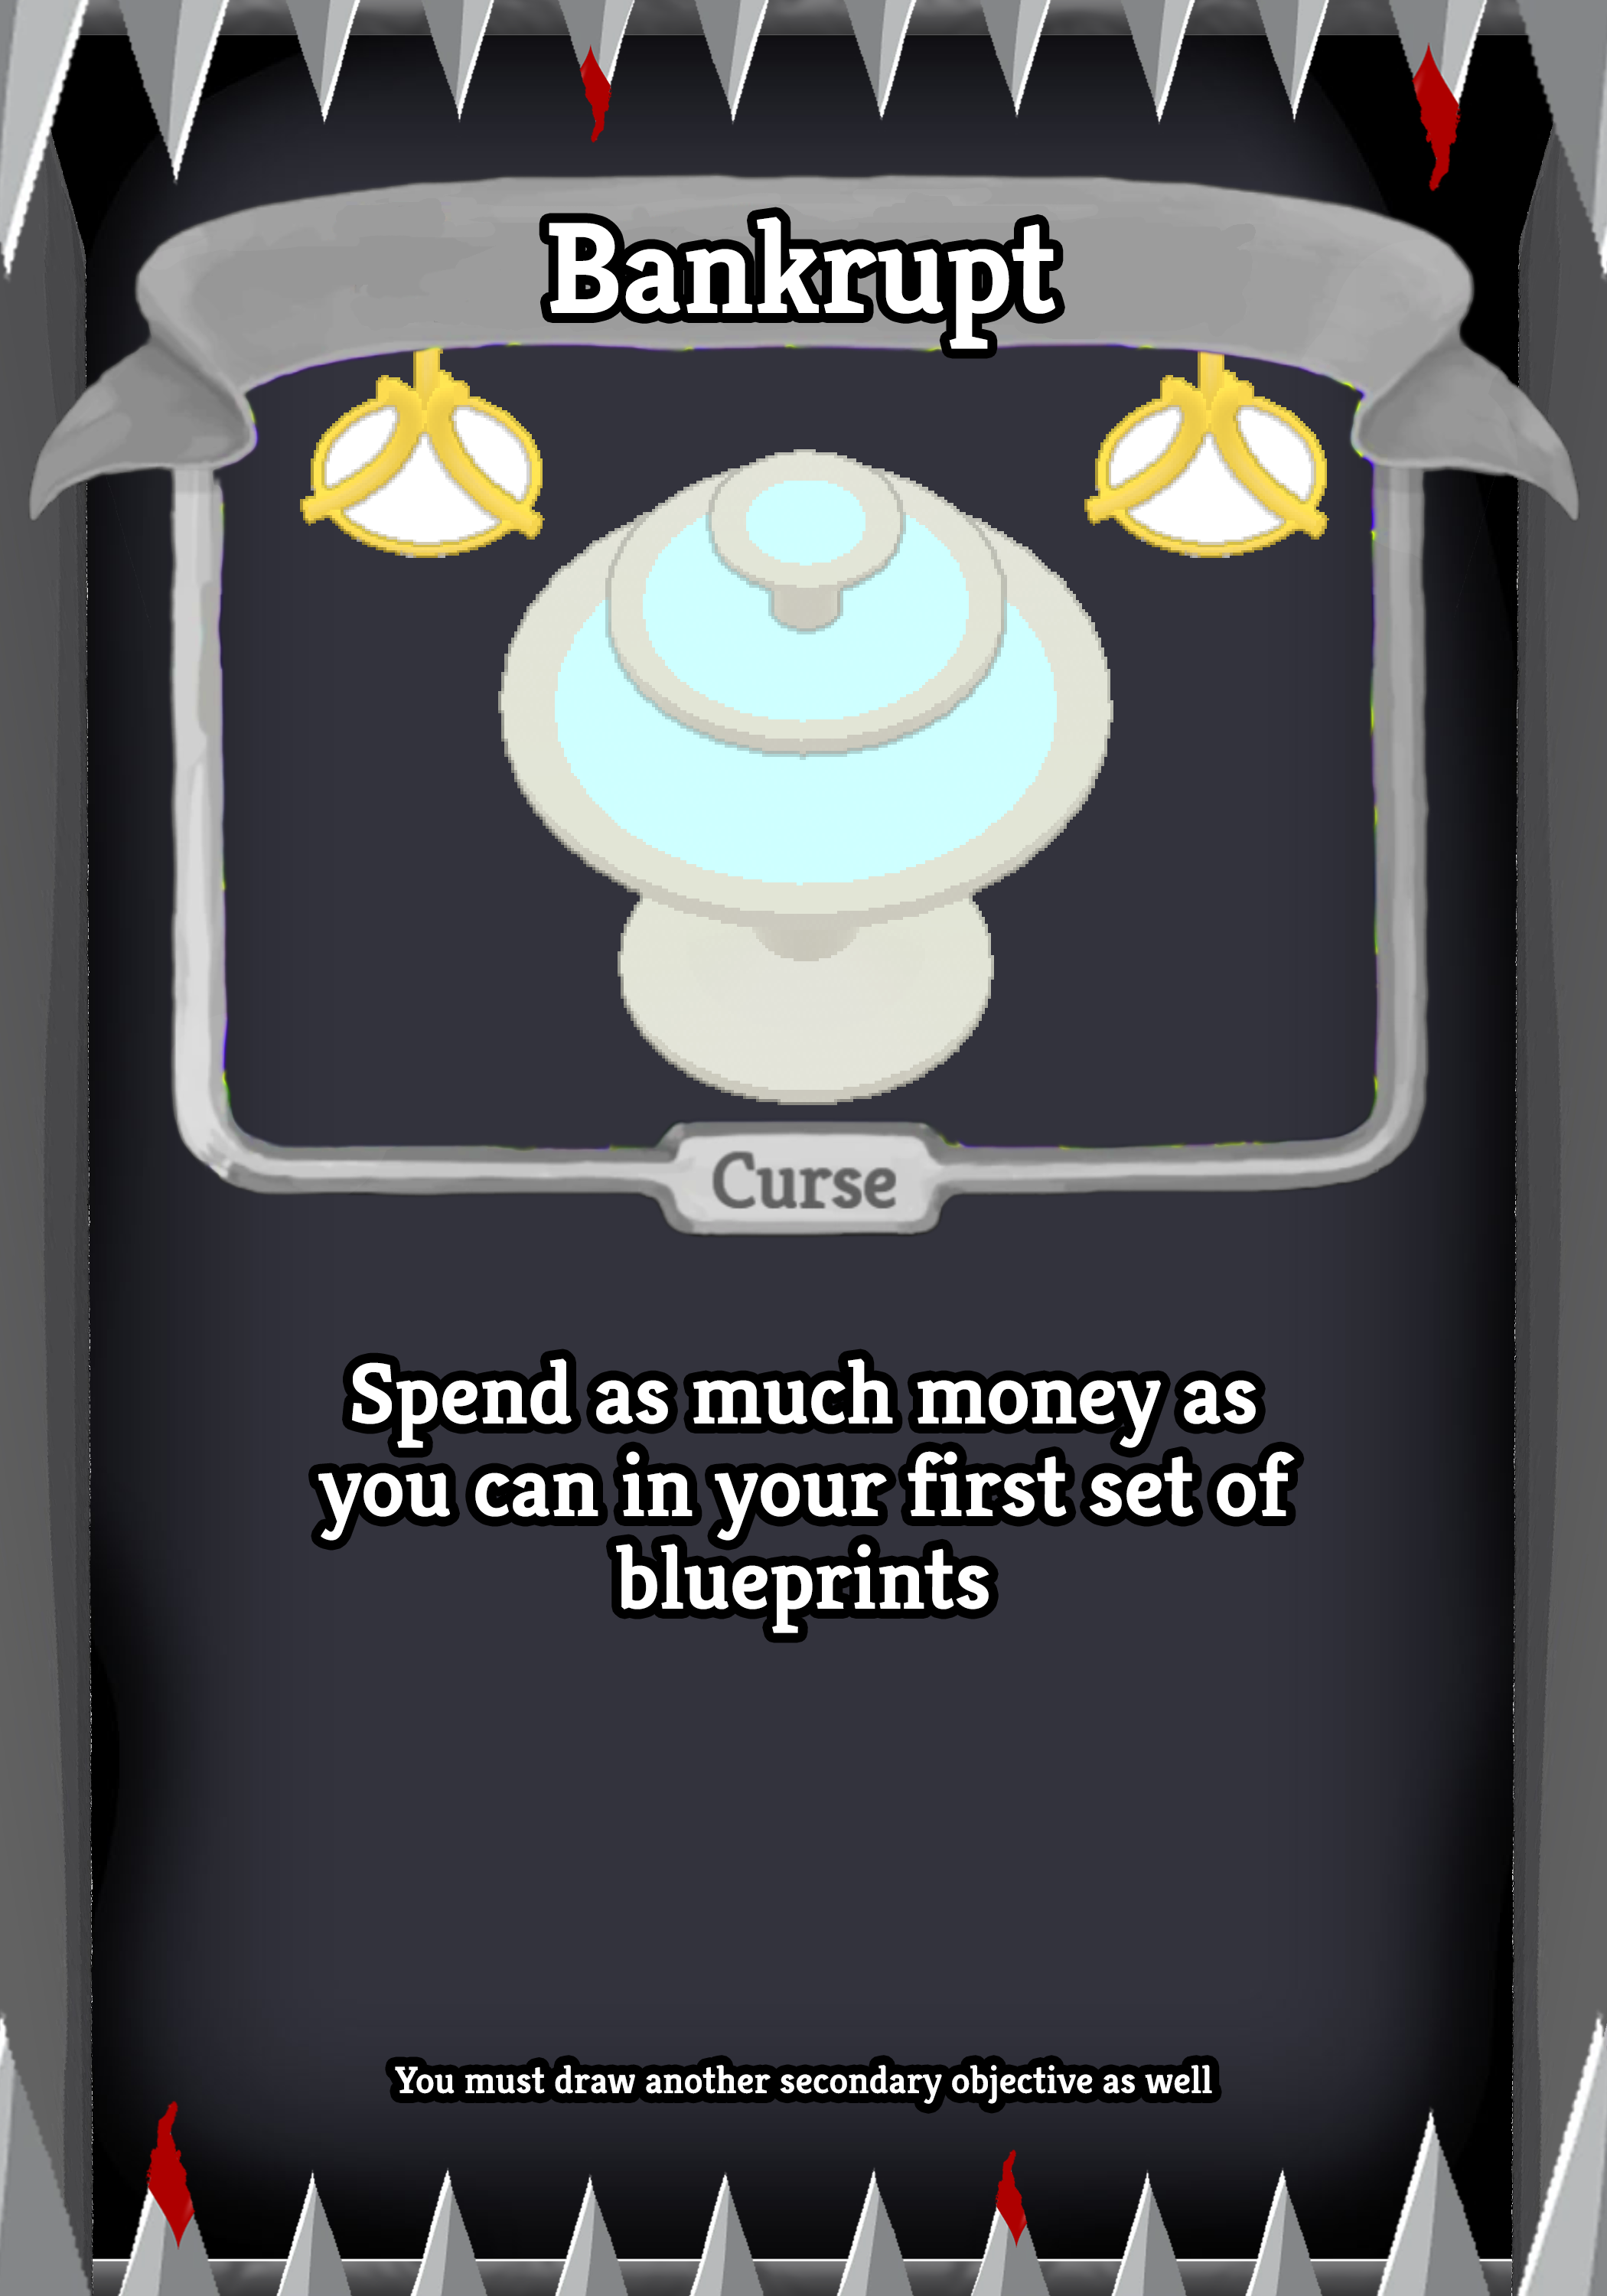 Bankrupt
Curse
Spend as much money as
you can in your first set of
blueprints
You must draw another secondary objective as well